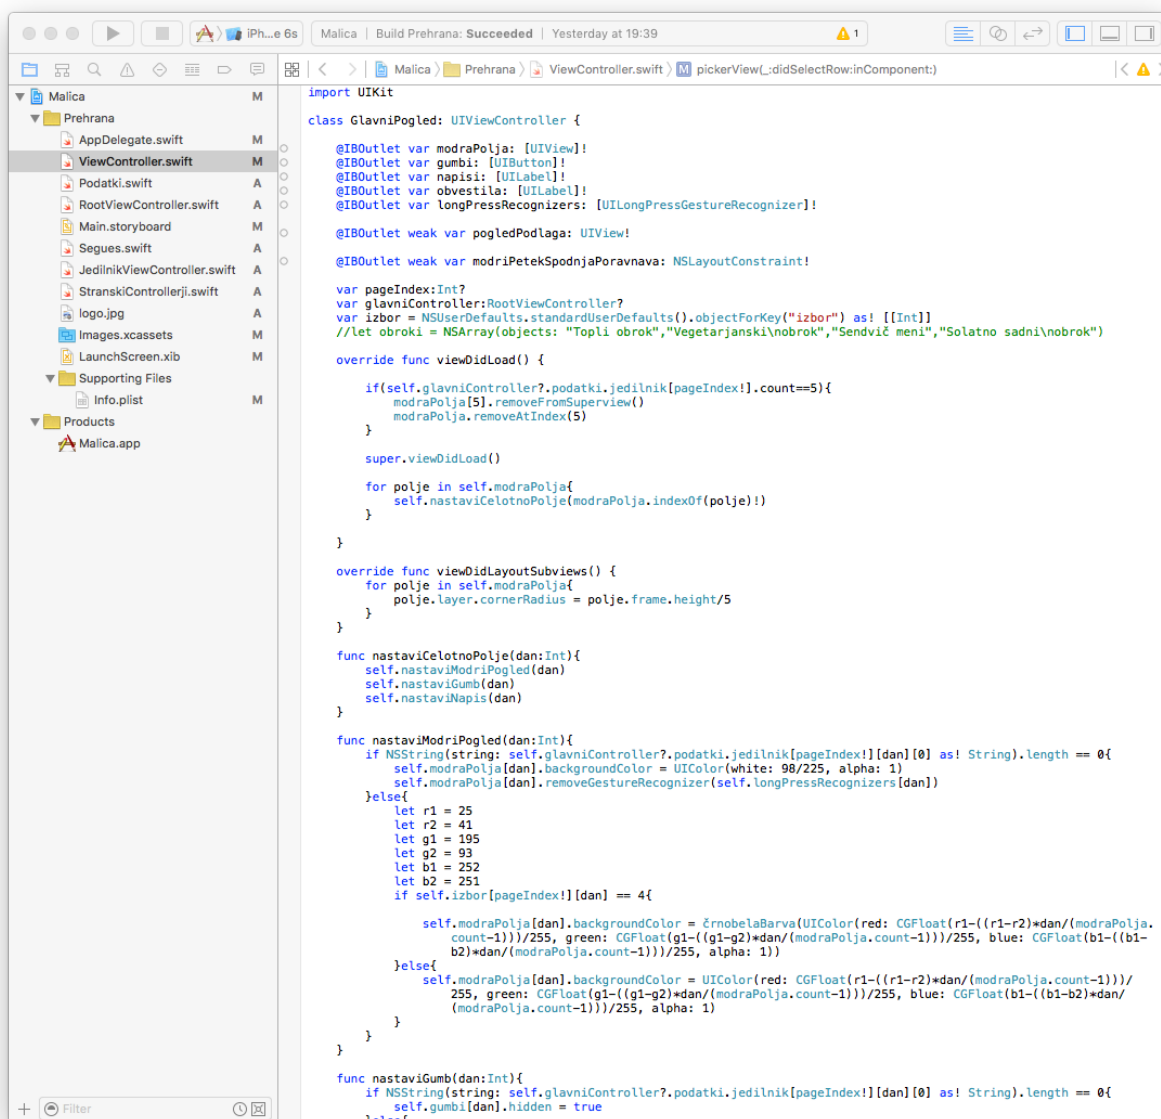 iPh...e 6s
Malica | Build Prehrana: Succeeded | Yesterday at 19:39
1
Malica
Prehrana
ViewController.swift
M
pickerView(_:didSelectRow:inComponent:)
Malica M
Prehrana
AppDelegate.swift M
ViewController.swift M
Podatki.swift A
RootViewController.swift A
Main.storyboard M
Segues.swift A
JedilnikViewController.swift A
StranskiControllerji.swift A
logo.jpg A
Images.xcassets M
LaunchScreen.xib M
Supporting Files
Info.plist M
Products
Malica.app
Filter
import UIKit
class GlavniPogled: UIViewController {
@IBOutlet var modraPolja: [UIView]!
@IBOutlet var gumbi: [UIButton]!
@IBOutlet var napisi: [UILabel]!
@IBOutlet var obvestila: [UILabel]!
@IBOutlet var longPressRecognizers: [UILongPressGestureRecognizer]!
@IBOutlet weak var pogledPodlaga: UIView!
@IBOutlet weak var modriPetekSpodnjaPoravnava: NSLayoutConstraint!
var pageIndex:Int?
var glavniController:RootViewController?
var izbor = NSUserDefaults.standardUserDefaults().objectForKey("izbor") as! [[Int]]
//let obroki = NSArray(objects: "Topli obrok","Vegetarjanski\nobrok","Sendvič meni","Solatno sadni\nobrok")
override func viewDidLoad() {
if(self.glavniController?.podatki.jedilnik[pageIndex!].count==5){
modraPolja[5].removeFromSuperview()
modraPolja.removeAtIndex(5)
}
super.viewDidLoad()
for polje in self.modraPolja{
self.nastaviCelotnoPolje(modraPolja.indexOf(polje)!)
}
}
override func viewDidLayoutSubviews() {
for polje in self.modraPolja{
polje.layer.cornerRadius = polje.frame.height/5
}
}
func nastaviCelotnoPolje(dan:Int){
self.nastaviModriPogled(dan)
self.nastaviGumb(dan)
self.nastaviNapis(dan)
}
func nastaviModriPogled(dan:Int){
if NSString(string: self.glavniController?.podatki.jedilnik[pageIndex!][dan][0] as! String).length == 0{
self.modraPolja[dan].backgroundColor = UIColor(white: 98/225, alpha: 1)
self.modraPolja[dan].removeGestureRecognizer(self.longPressRecognizers[dan])
}else{
let r1 = 25
let r2 = 41
let g1 = 195
let g2 = 93
let b1 = 252
let b2 = 251
if self.izbor[pageIndex!][dan] == 4{
self.modraPolja[dan].backgroundColor = črnobelaBarva(UIColor(red: CGFloat(r1-((r1-r2)*dan/(modraPolja.
count-1)))/255, green: CGFloat(g1-((g1-g2)*dan/(modraPolja.count-1)))/255, blue: CGFloat(b1-((b1-
b2)*dan/(modraPolja.count-1)))/255, alpha: 1))
}else{
self.modraPolja[dan].backgroundColor = UIColor(red: CGFloat(r1-((r1-r2)*dan/(modraPolja.count-1)))/
255, green: CGFloat(g1-((g1-g2)*dan/(modraPolja.count-1)))/255, blue: CGFloat(b1-((b1-b2)*dan/
(modraPolja.count-1)))/255, alpha: 1)
}
}
}
func nastaviGumb(dan:Int){
if NSString(string: self.glavniController?.podatki.jedilnik[pageIndex!][dan][0] as! String).length == 0{
self.gumbi[dan].hidden = true
}else{